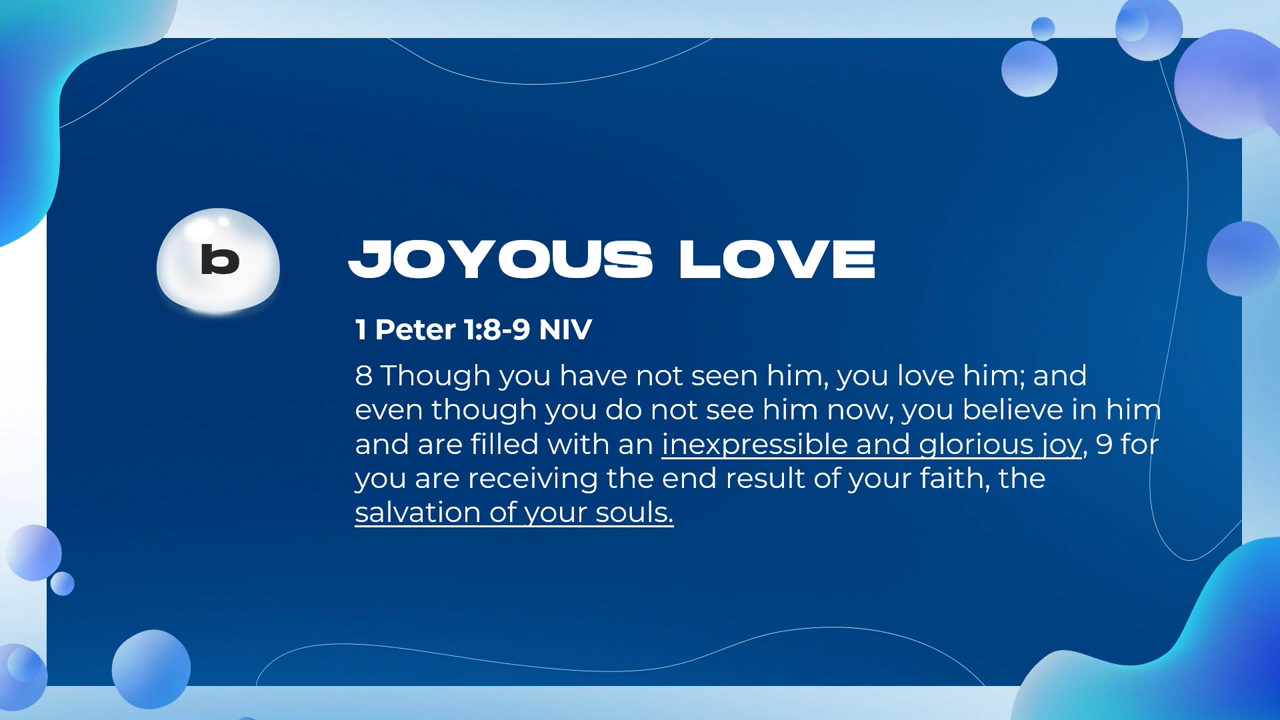 b
JOYOUS LOVE
1 Peter 1:8-9 NIV
8 Though you have not seen him, you love him; and
even though you do not see him now, you believe in him
and are filled with an inexpressible and glorious joy, 9 for
you are receiving the end result of your faith, the
salvation of your souls.